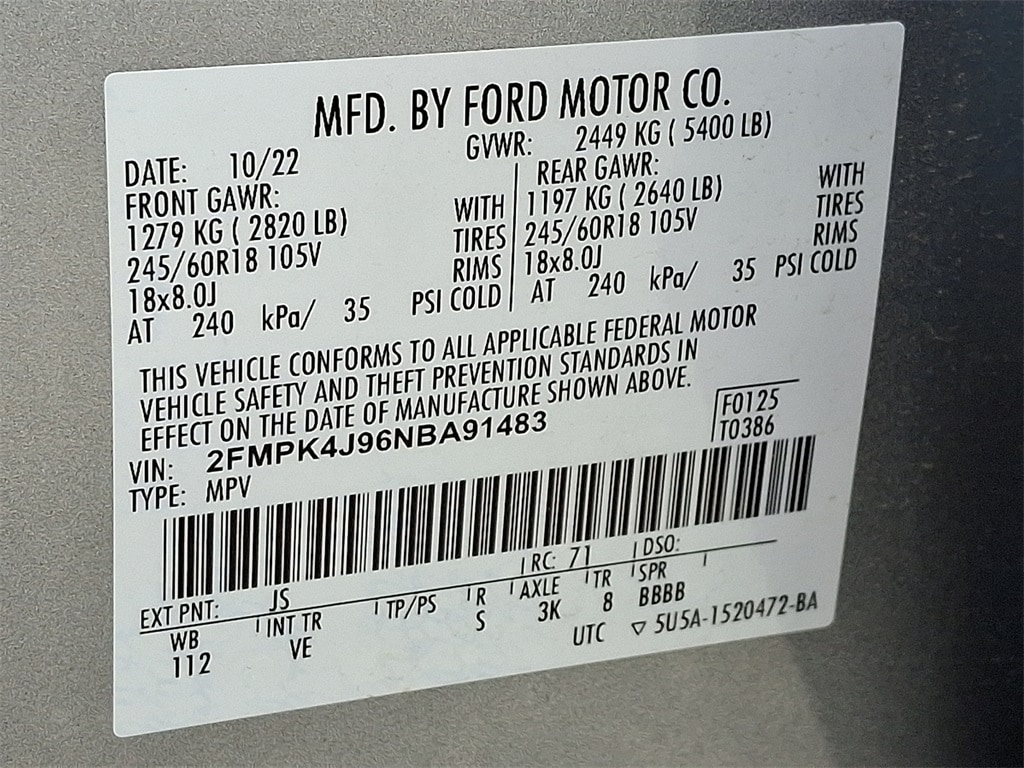 MFD. BY FORD MOTOR CO.
DATE: 10/22 GVWR: 2449 KG ( 5400 LB)
FRONT GAWR: REAR GAWR:
1279 KG ( 2820 LB) WITH 1197 KG ( 2640 LB) WITH
245/60R18 105V TIRES 245/60R18 105V TIRES
18x8.0J RIMS 18x8.0J RIMS
AT 240 kPa/ 35 PSI COLD AT 240 kPa/ 35 PSI COLD
THIS VEHICLE CONFORMS TO ALL APPLICABLE FEDERAL MOTOR
VEHICLE SAFETY AND THEFT PREVENTION STANDARDS IN
EFFECT ON THE DATE OF MANUFACTURE SHOWN ABOVE.
VIN: 2FMPK4J96NBA91483 F0125
TYPE: MPV T0386
EXT PNT: JS RC: 71 DSO:
WB INT TR TP/PS R AXLE TR SPR
112 VE S 3K 8 BBBB
UTC ▽ 5U5A-1520472-BA